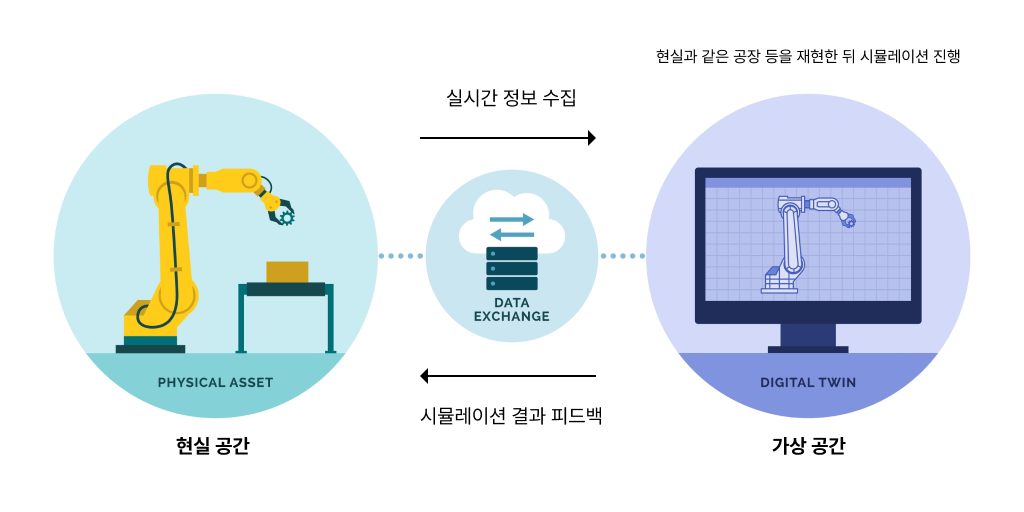 현실과 같은 공장 등을 재현한 뒤 시뮬레이션 진행
실시간 정보 수집
DATA
EXCHANGE
PHYSICAL ASSET
DIGITAL TWIN
시뮬레이션 결과 피드백
현실 공간
가상 공간